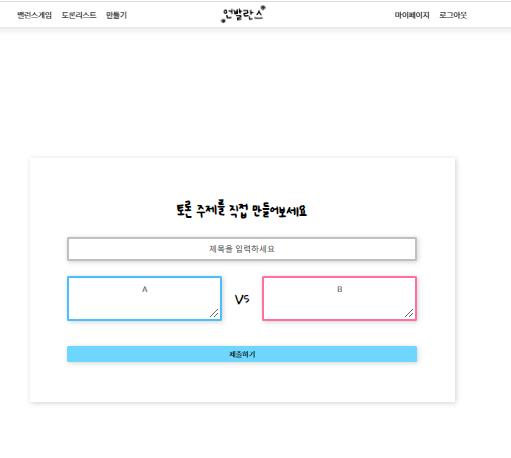 밸런스게임 토론리스트 만들기 언발란스 마이페이지 로그아웃
토론 주제를 직접 만들어보세요
제목을 입력하세요
A VS B
제출하기